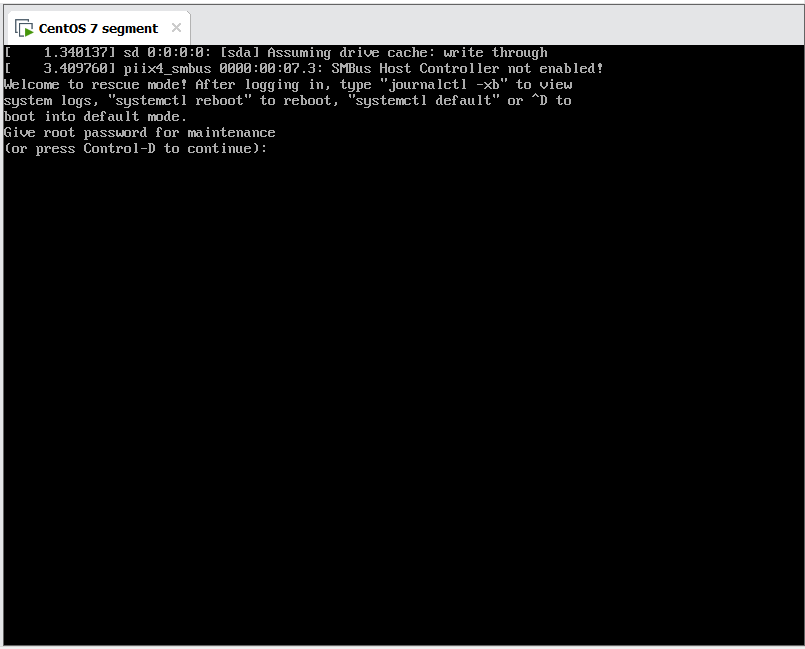 CentOS 7 segment
[    1.340137] sd 0:0:0:0: [sda] Assuming drive cache: write through
[    3.409760] piix4_smbus 0000:00:07.3: SMBus Host Controller not enabled!
Welcome to rescue mode! After logging in, type "journalctl -xb" to view
system logs, "systemctl reboot" to reboot, "systemctl default" or ^D to
boot into default mode.
Give root password for maintenance
(or press Control-D to continue):